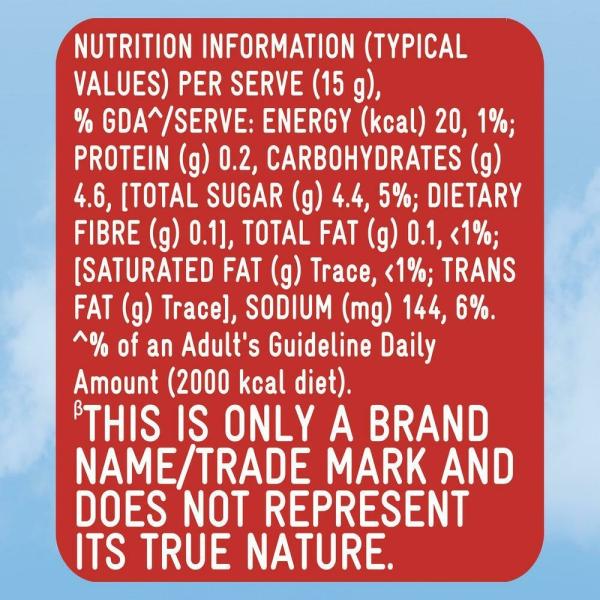 NUTRITION INFORMATION (TYPICAL
VALUES) PER SERVE (15 g),
% GDA^/SERVE: ENERGY (kcal) 20, 1%;
PROTEIN (g) 0.2, CARBOHYDRATES (g)
4.6, [TOTAL SUGAR (g) 4.4, 5%; DIETARY
FIBRE (g) 0.1], TOTAL FAT (g) 0.1, <1%;
[SATURATED FAT (g) Trace, <1%; TRANS
FAT (g) Trace], SODIUM (mg) 144, 6%.
^% of an Adult's Guideline Daily
Amount (2000 kcal diet).
βTHIS IS ONLY A BRAND
NAME/TRADE MARK AND
DOES NOT REPRESENT
ITS TRUE NATURE.